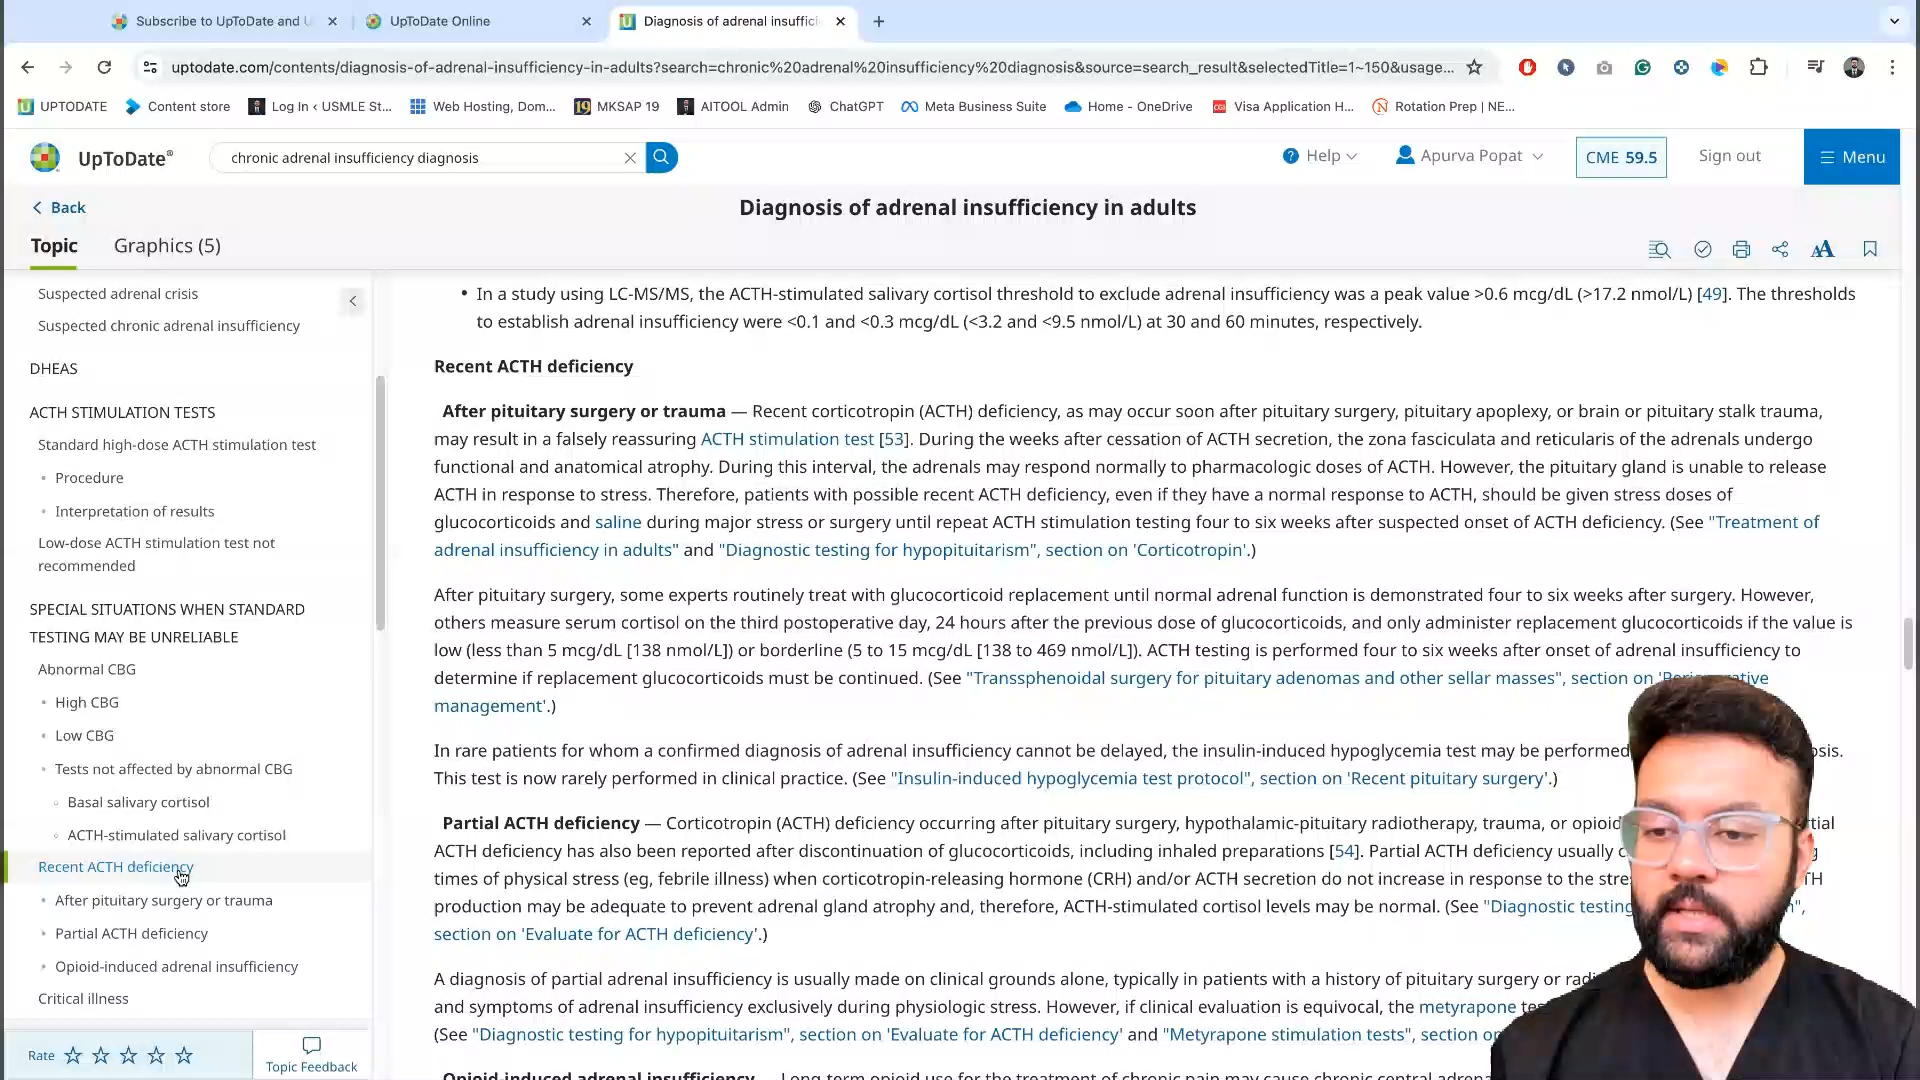 Subscribe to UpToDate and U
UpToDate Online
Diagnosis of adrenal insuffici
uptodate.com/contents/diagnosis-of-adrenal-insufficiency-in-adults?search=chronic%20adrenal%20insufficiency%20diagnosis&source=search_result&selectedTitle=1~150&usage...
UPTODATE
Content store
Log In ‹ USMLE St...
Web Hosting, Dom...
19 MKSAP 19
AITOOL Admin
ChatGPT
Meta Business Suite
Home - OneDrive
Visa Application H...
Rotation Prep | NE...
UpToDate®
chronic adrenal insufficiency diagnosis
Help
Apurva Popat
CME 59.5
Sign out
Menu
Back
Diagnosis of adrenal insufficiency in adults
Topic
Graphics (5)
Suspected adrenal crisis
Suspected chronic adrenal insufficiency
DHEAS
ACTH STIMULATION TESTS
Standard high-dose ACTH stimulation test
• Procedure
• Interpretation of results
Low-dose ACTH stimulation test not
recommended
SPECIAL SITUATIONS WHEN STANDARD
TESTING MAY BE UNRELIABLE
Abnormal CBG
• High CBG
• Low CBG
• Tests not affected by abnormal CBG
◦ Basal salivary cortisol
◦ ACTH-stimulated salivary cortisol
Recent ACTH deficiency
• After pituitary surgery or trauma
• Partial ACTH deficiency
• Opioid-induced adrenal insufficiency
Critical illness
Rate
Topic Feedback
• In a study using LC-MS/MS, the ACTH-stimulated salivary cortisol threshold to exclude adrenal insufficiency was a peak value >0.6 mcg/dL (>17.2 nmol/L) [49]. The thresholds
to establish adrenal insufficiency were <0.1 and <0.3 mcg/dL (<3.2 and <9.5 nmol/L) at 30 and 60 minutes, respectively.
Recent ACTH deficiency
After pituitary surgery or trauma — Recent corticotropin (ACTH) deficiency, as may occur soon after pituitary surgery, pituitary apoplexy, or brain or pituitary stalk trauma,
may result in a falsely reassuring ACTH stimulation test [53]. During the weeks after cessation of ACTH secretion, the zona fasciculata and reticularis of the adrenals undergo
functional and anatomical atrophy. During this interval, the adrenals may respond normally to pharmacologic doses of ACTH. However, the pituitary gland is unable to release
ACTH in response to stress. Therefore, patients with possible recent ACTH deficiency, even if they have a normal response to ACTH, should be given stress doses of
glucocorticoids and saline during major stress or surgery until repeat ACTH stimulation testing four to six weeks after suspected onset of ACTH deficiency. (See "Treatment of
adrenal insufficiency in adults" and "Diagnostic testing for hypopituitarism", section on 'Corticotropin'.)
After pituitary surgery, some experts routinely treat with glucocorticoid replacement until normal adrenal function is demonstrated four to six weeks after surgery. However,
others measure serum cortisol on the third postoperative day, 24 hours after the previous dose of glucocorticoids, and only administer replacement glucocorticoids if the value is
low (less than 5 mcg/dL [138 nmol/L]) or borderline (5 to 15 mcg/dL [138 to 469 nmol/L]). ACTH testing is performed four to six weeks after onset of adrenal insufficiency to
determine if replacement glucocorticoids must be continued. (See "Transsphenoidal surgery for pituitary adenomas and other sellar masses", section on
management'.)
In rare patients for whom a confirmed diagnosis of adrenal insufficiency cannot be delayed, the insulin-induced hypoglycemia test may be performed
This test is now rarely performed in clinical practice. (See "Insulin-induced hypoglycemia test protocol", section on 'Recent pituitary surgery'.)
Partial ACTH deficiency — Corticotropin (ACTH) deficiency occurring after pituitary surgery, hypothalamic-pituitary radiotherapy, trauma, or
ACTH deficiency has also been reported after discontinuation of glucocorticoids, including inhaled preparations [54]. Partial ACTH deficiency usually
times of physical stress (eg, febrile illness) when corticotropin-releasing hormone (CRH) and/or ACTH secretion do not increase in response to the
production may be adequate to prevent adrenal gland atrophy and, therefore, ACTH-stimulated cortisol levels may be normal. (See "Diagnostic testing
section on 'Evaluate for ACTH deficiency'.)
A diagnosis of partial adrenal insufficiency is usually made on clinical grounds alone, typically in patients with a history of pituitary surgery or
and symptoms of adrenal insufficiency exclusively during physiologic stress. However, if clinical evaluation is equivocal, the metyrapone
(See "Diagnostic testing for hypopituitarism", section on 'Evaluate for ACTH deficiency' and "Metyrapone stimulation tests", section
Opioid-induced adrenal insufficiency — Long-term opioid use for the treatment of chronic pain may cause chronic central